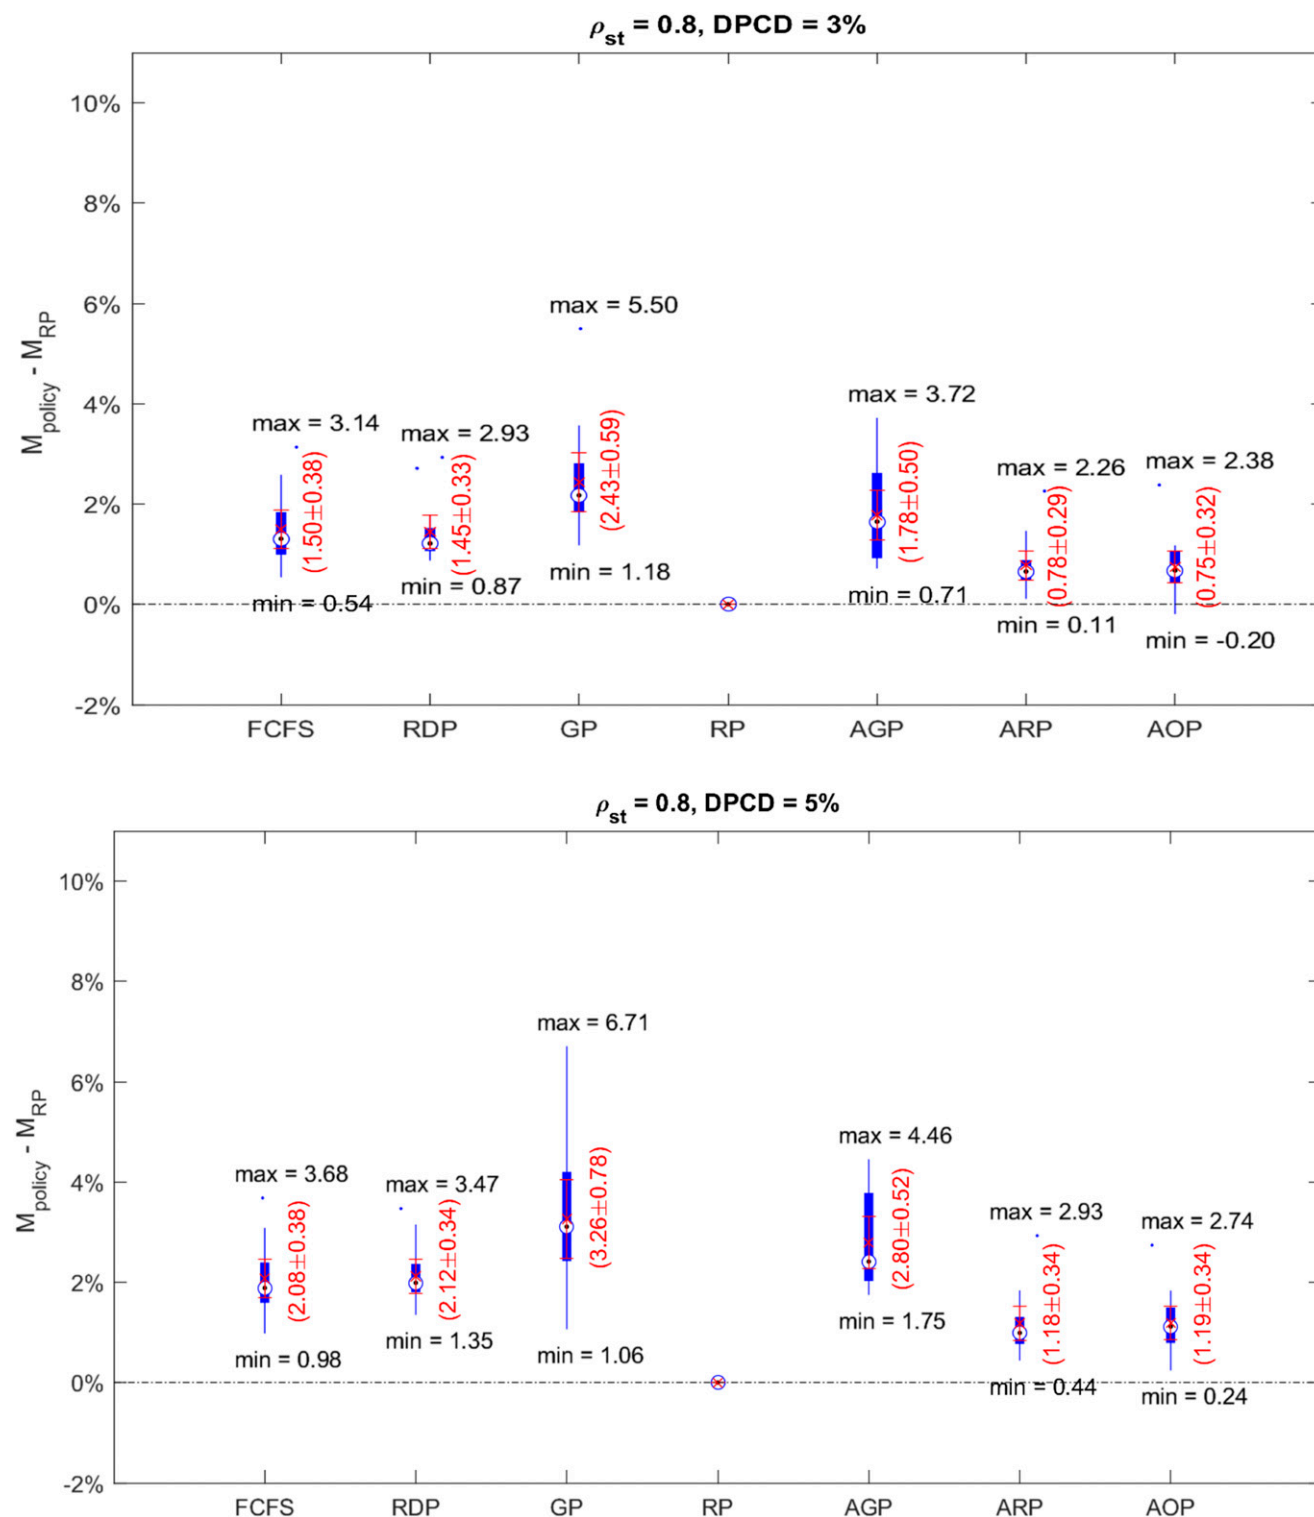 ρst = 0.8, DPCD = 3%
10%
8%
6%
4%
2%
0%
-2%
Mpolicy - MRP
max = 3.14
(1.50±0.38)
min = 0.54
max = 2.93
(1.45±0.33)
min = 0.87
max = 5.50
(2.43±0.59)
min = 1.18
max = 3.72
(1.78±0.50)
min = 0.71
max = 2.26
(0.78±0.29)
min = 0.11
max = 2.38
(0.75±0.32)
min = -0.20
FCFS RDP GP RP AGP ARP AOP
ρst = 0.8, DPCD = 5%
10%
8%
6%
4%
2%
0%
-2%
Mpolicy - MRP
max = 3.68
(2.08±0.38)
min = 0.98
max = 3.47
(2.12±0.34)
min = 1.35
max = 6.71
(3.26±0.78)
min = 1.06
max = 4.46
(2.80±0.52)
min = 1.75
max = 2.93
(1.18±0.34)
min = 0.44
max = 2.74
(1.19±0.34)
min = 0.24
FCFS RDP GP RP AGP ARP AOP